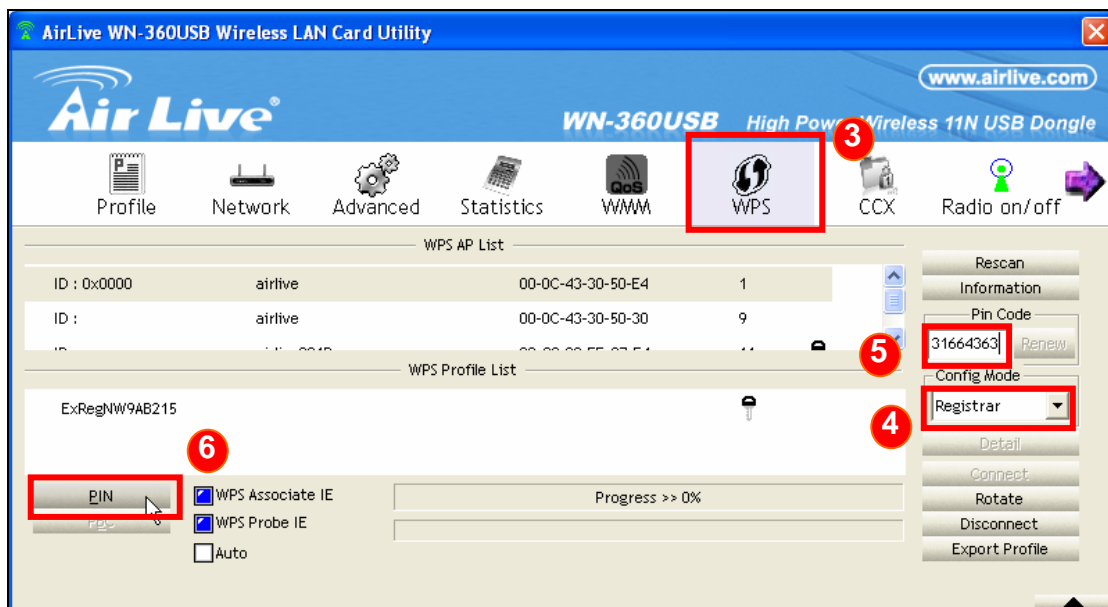 AirLive WN-360USB Wireless LAN Card Utility
www.airlive.com
Air Live®
WN-360USB High Power Wireless 11N USB Dongle
3
Profile Network Advanced Statistics QoS WMM WPS CCX Radio on/off
WPS AP List
Rescan
ID : 0x0000 airlive 00-0C-43-30-50-E4 1
Information
ID : airlive 00-0C-43-30-50-30 9
Pin Code
5
31664363 Renew
WPS Profile List
Config Mode
ExRegNW9AB215
Registrar
4
6
Detail
Connect
PIN
WPS Associate IE
Progress >> 0%
Rotate
PBC
WPS Probe IE
Disconnect
Auto
Export Profile